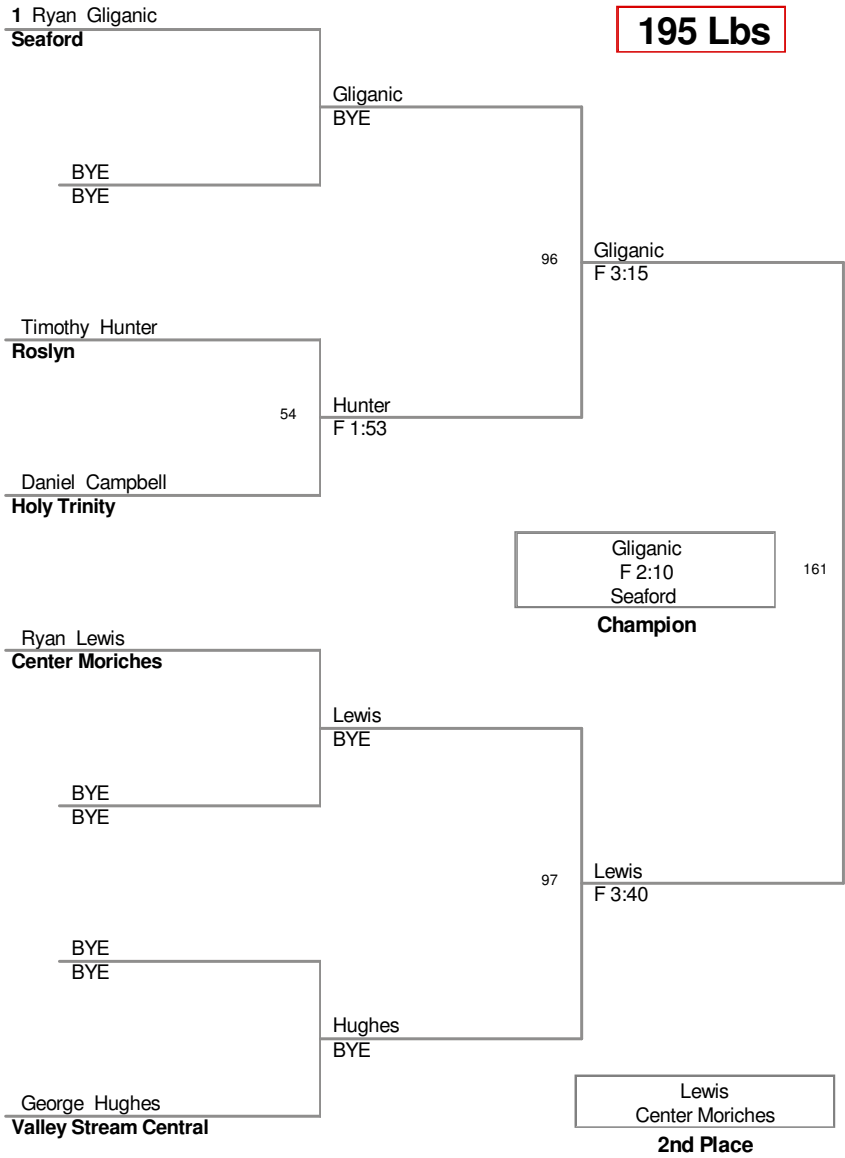 1 Ryan Gliganic
Seaford
195 Lbs
Gliganic
BYE
BYE
BYE
96
Gliganic
F 3:15
Timothy Hunter
Roslyn
54
Hunter
F 1:53
Daniel Campbell
Holy Trinity
Gliganic
F 2:10
Seaford
Champion
161
Ryan Lewis
Center Moriches
Lewis
BYE
BYE
BYE
97
Lewis
F 3:40
BYE
BYE
Hughes
BYE
George Hughes
Valley Stream Central
Lewis
Center Moriches
2nd Place